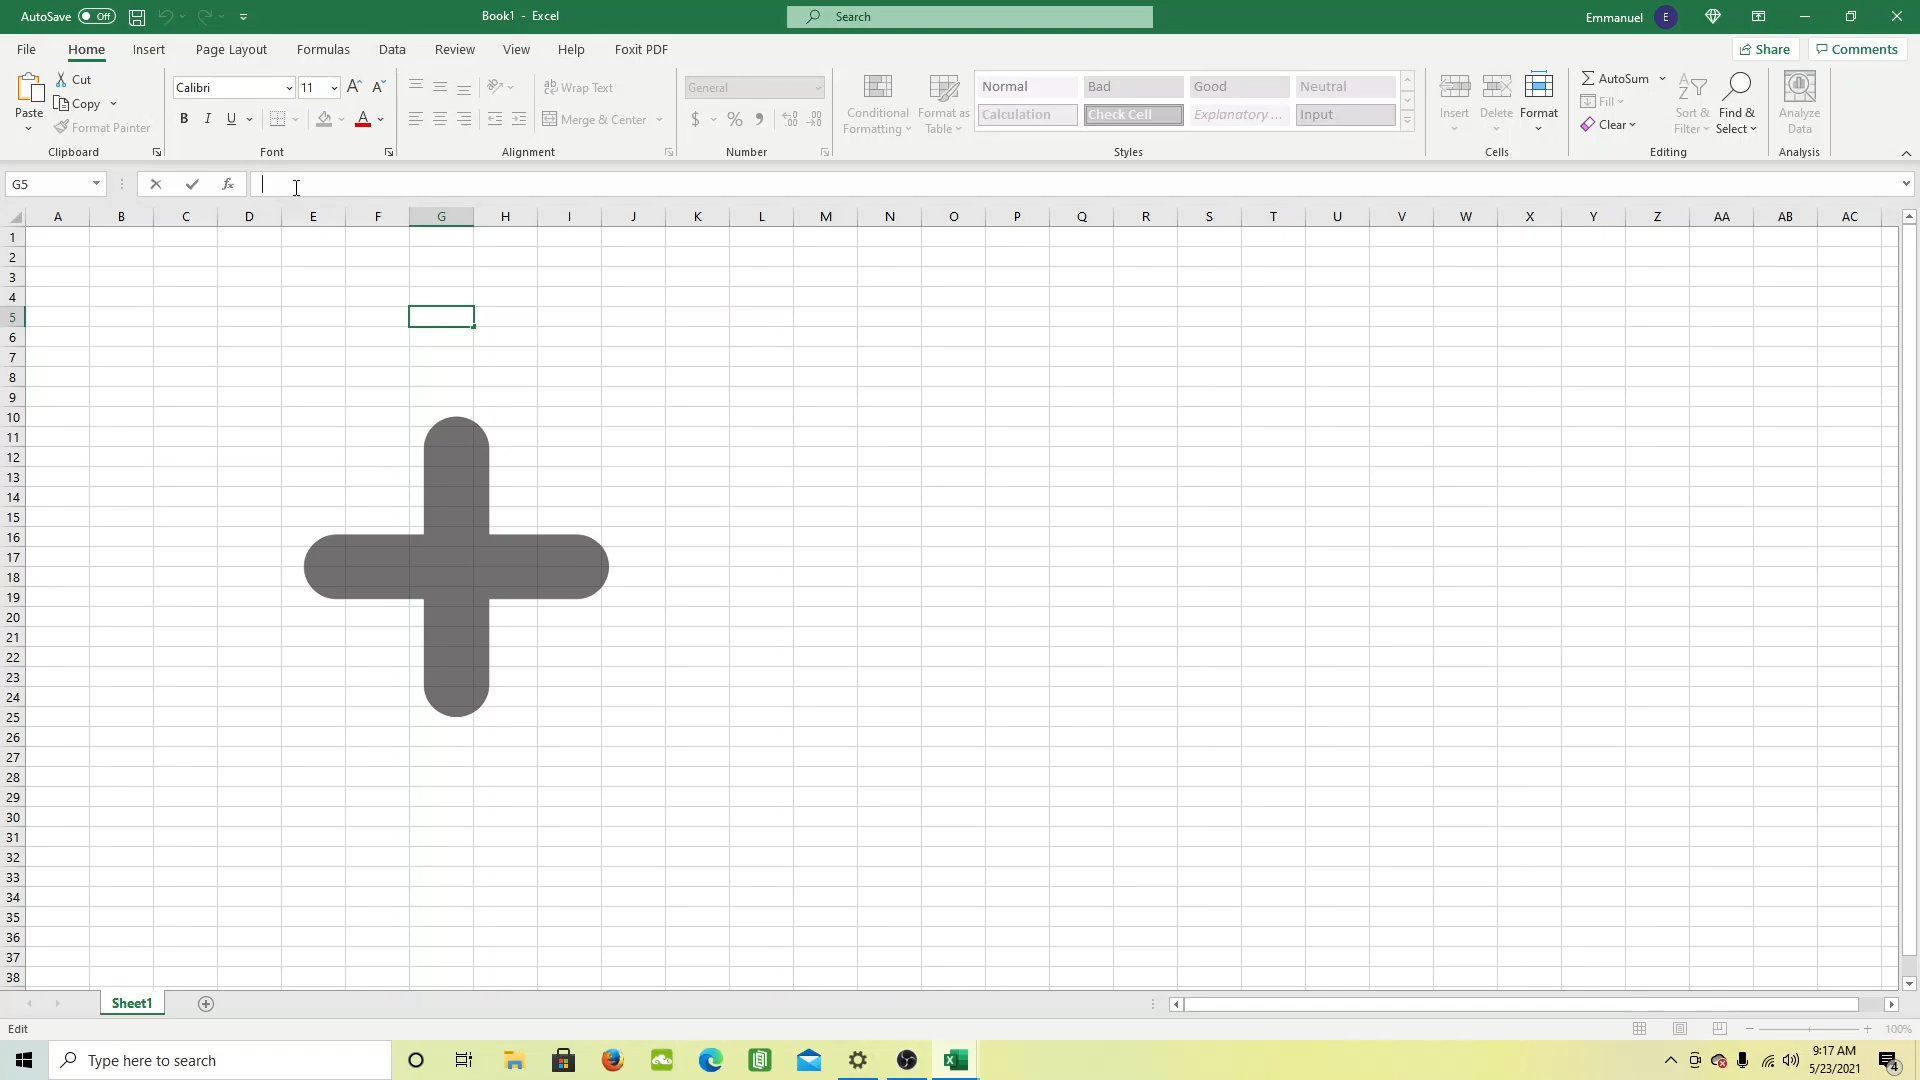 AutoSave Off Book1 - Excel Search Emmanuel E
File Home Insert Page Layout Formulas Data Review View Help Foxit PDF Share Comments
Paste Cut Copy Format Painter Clipboard
Calibri 11 A A B I U A Font
ab Wrap Text Merge & Center Alignment
General $ % 9 Number
Conditional Formatting Format as Table
Normal Bad Good Neutral
Calculation Check Cell Explanatory ... Input
Styles
Insert Delete Format Cells
AutoSum Fill Clear Sort & Filter Find & Select Editing
Analyze Data Analysis
G5 fx
A B C D E F G H I J K L M N O P Q R S T U V W X Y Z AA AB AC
1
2
3
4
5
6
7
8
9
10
11
12
13
14
15
16
17
18
19
20
21
22
23
24
25
26
27
28
29
30
31
32
33
34
35
36
37
38
Sheet1
Edit 100%
Type here to search 9:17 AM
5/23/2021 4